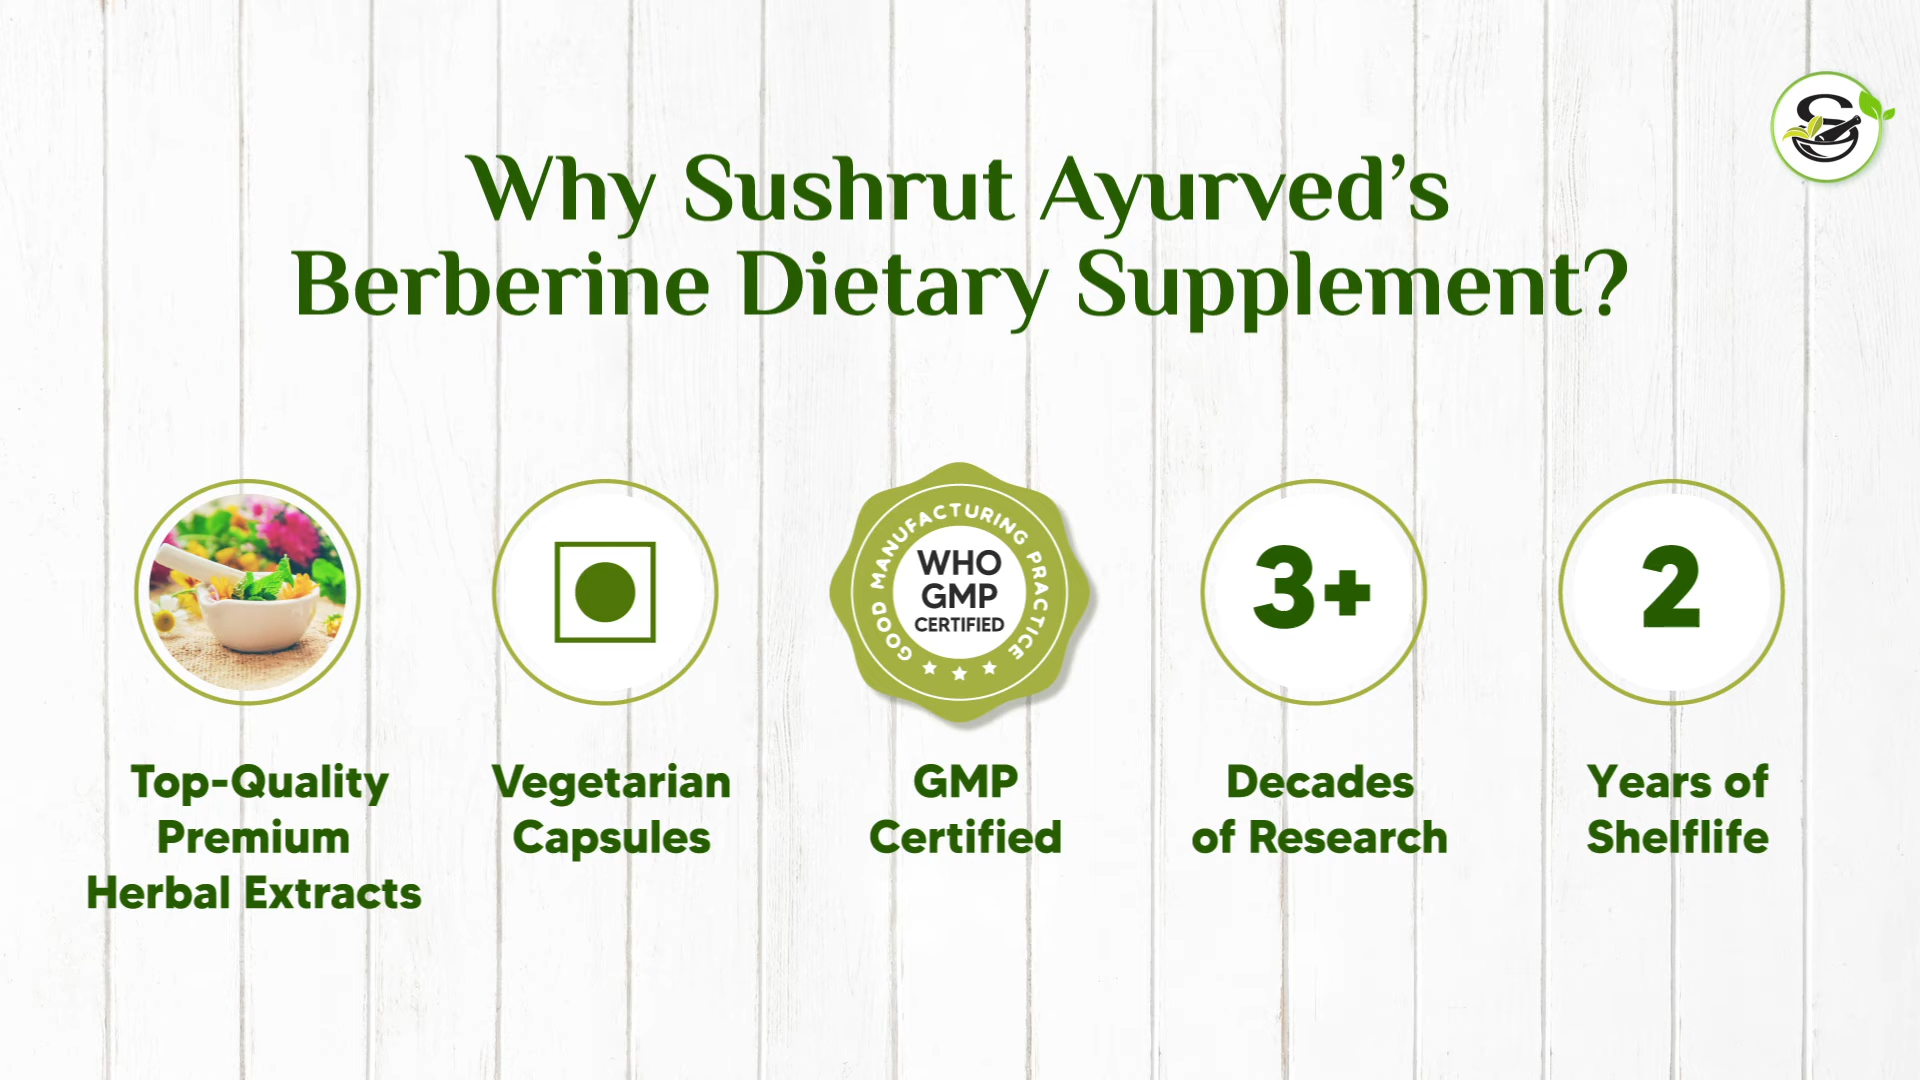 Why Sushrut Ayurved’s
Berberine Dietary Supplement?
Top-Quality
Premium
Herbal Extracts
Vegetarian
Capsules
GOOD MANUFACTURING PRACTICE
WHO
GMP
CERTIFIED
GMP
Certified
3+
Decades
of Research
2
Years of
Shelflife